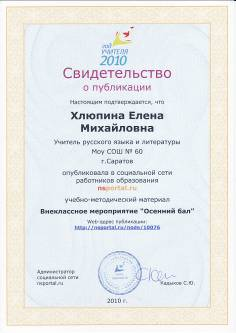 год
УЧИТЕЛЯ
2010
Свидетельство
о публикации
Настоящим подтверждается, что
Хлюпина Елена
Михайловна
Учитель русского языка и литературы
Моу СОШ № 60
г.Саратов
опубликовала в социальной сети
работников образования
nsportal.ru
учебно-методический материал
Внеклассное мероприятие "Осенний бал"
Web-адрес публикации:
http://nsportal.ru/node/10076
Администратор
социальной сети
nsportal.ru
Кадыков С.Ю.
2010 г.